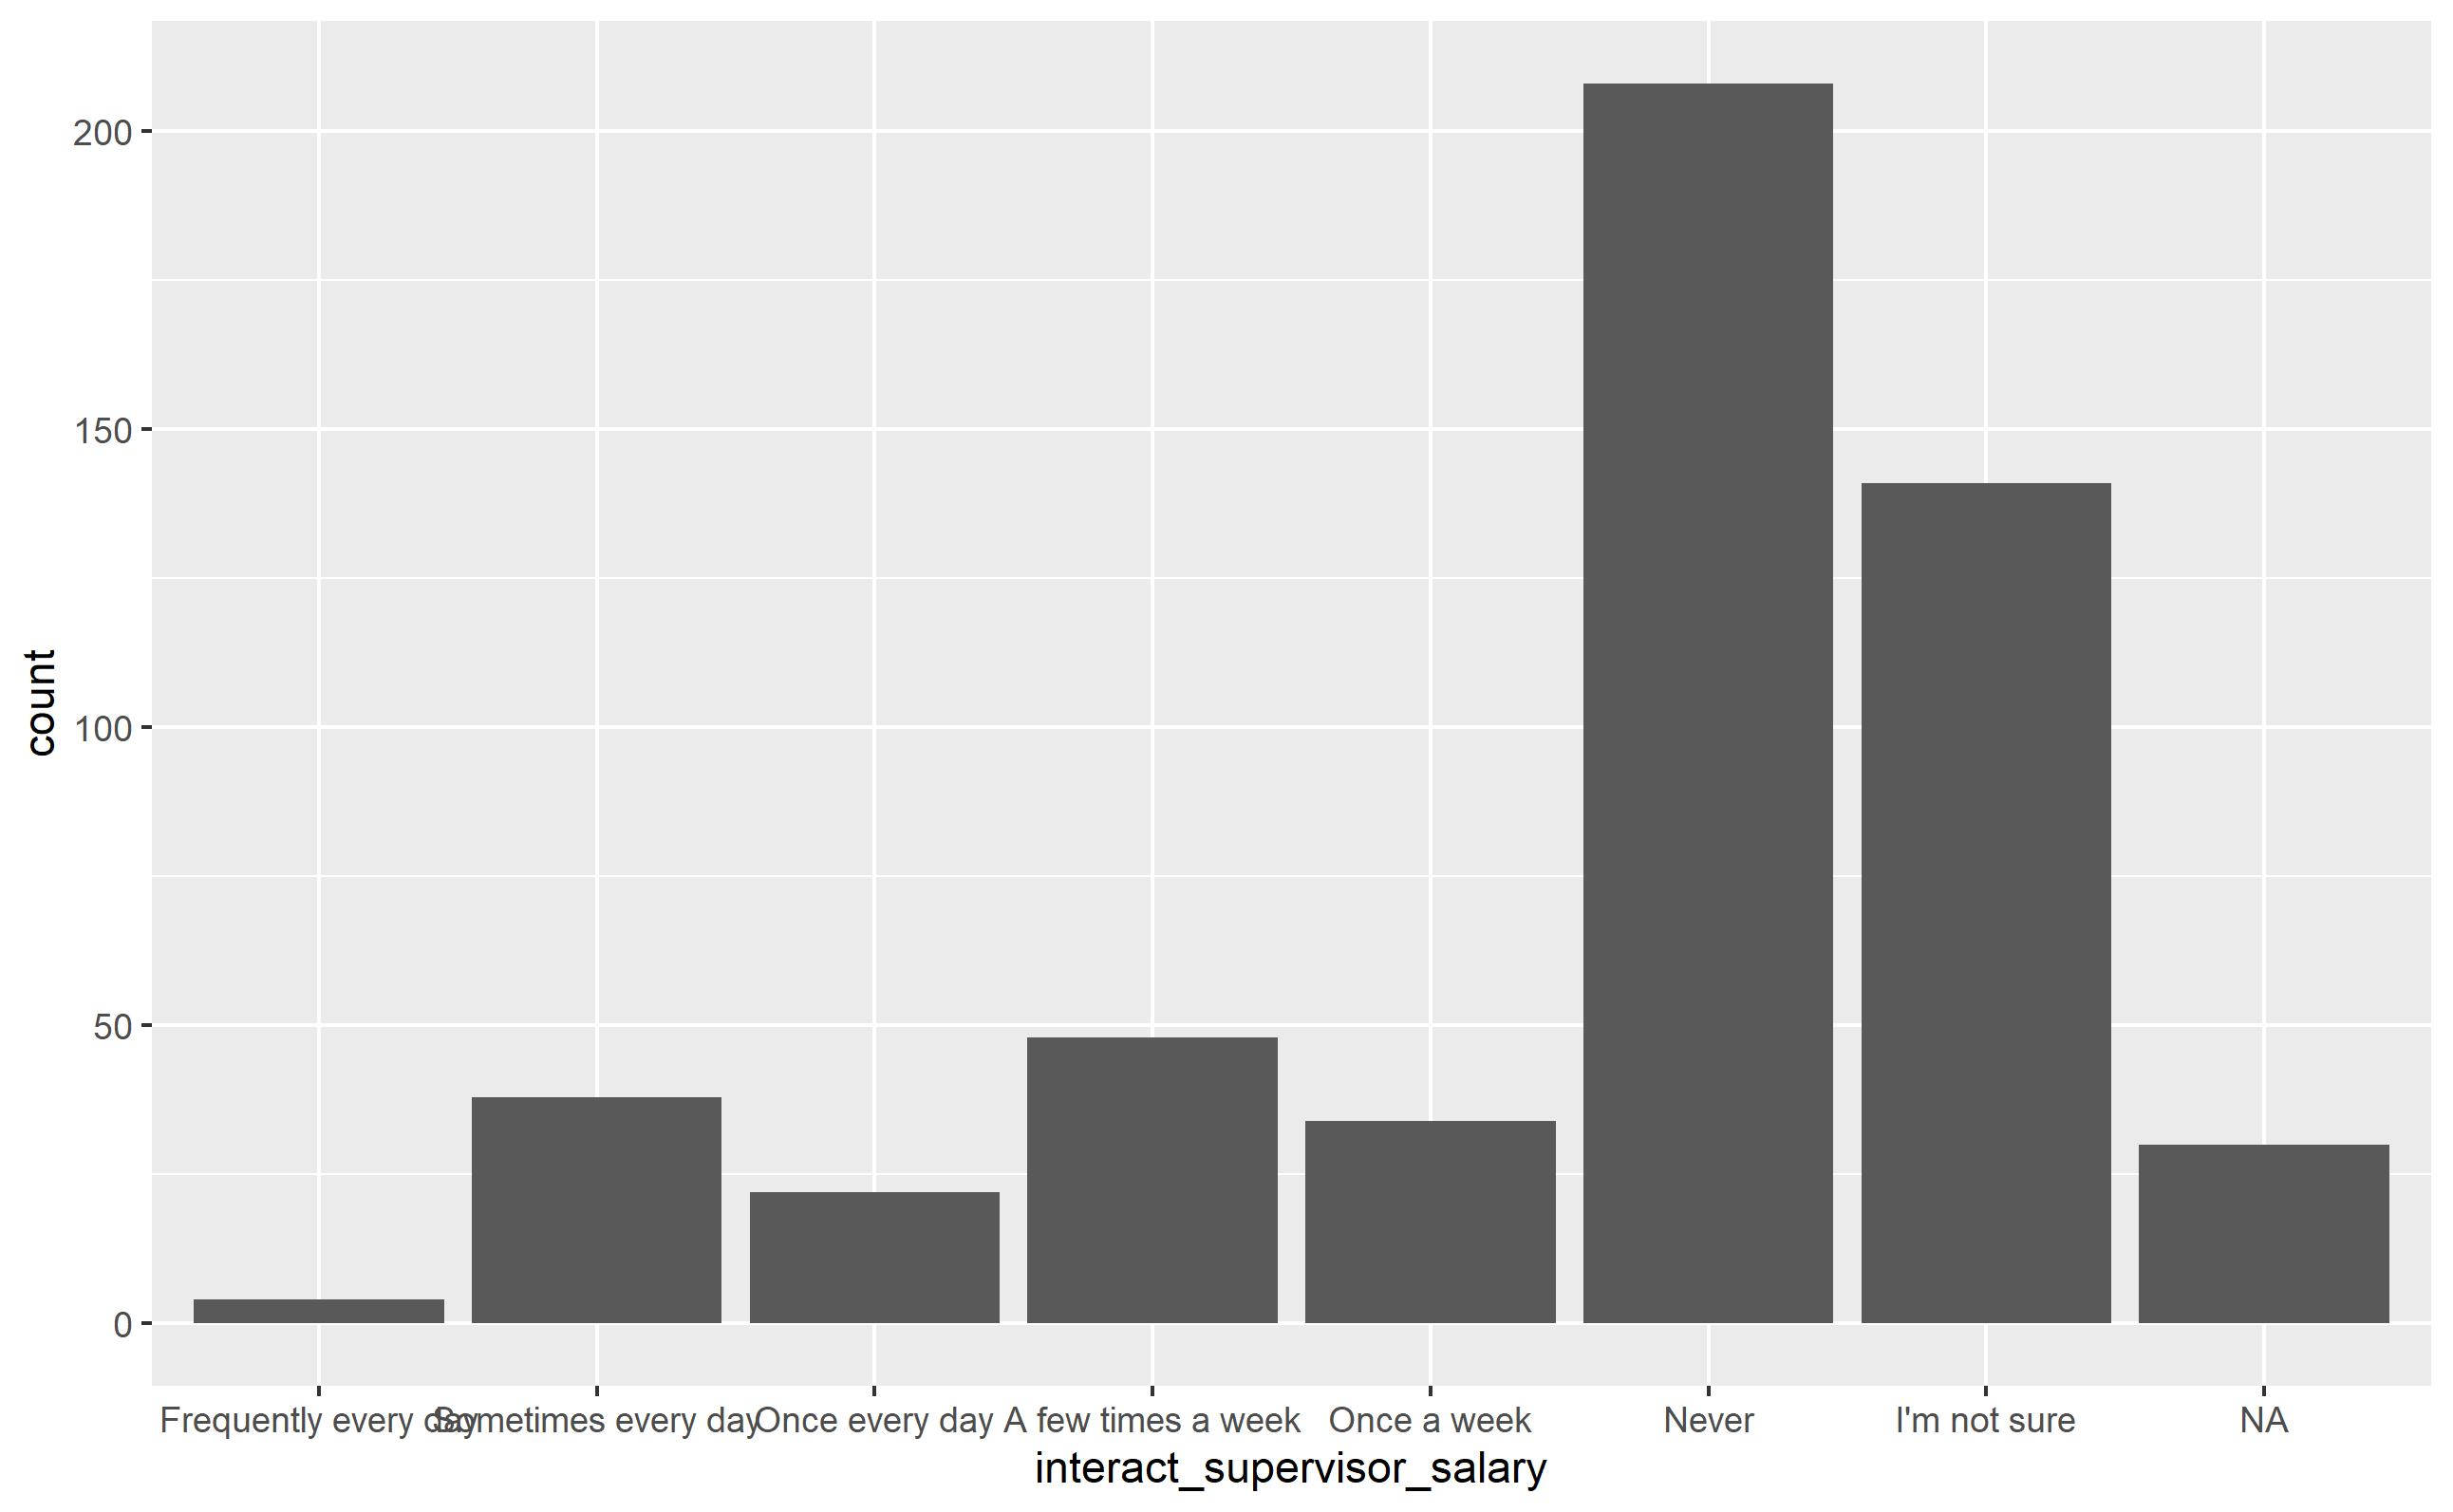 200
150
100
50
0
count
Frequently every day
Sometimes every day
Once every day
A few times a week
Once a week
Never
I'm not sure
NA
interact_supervisor_salary